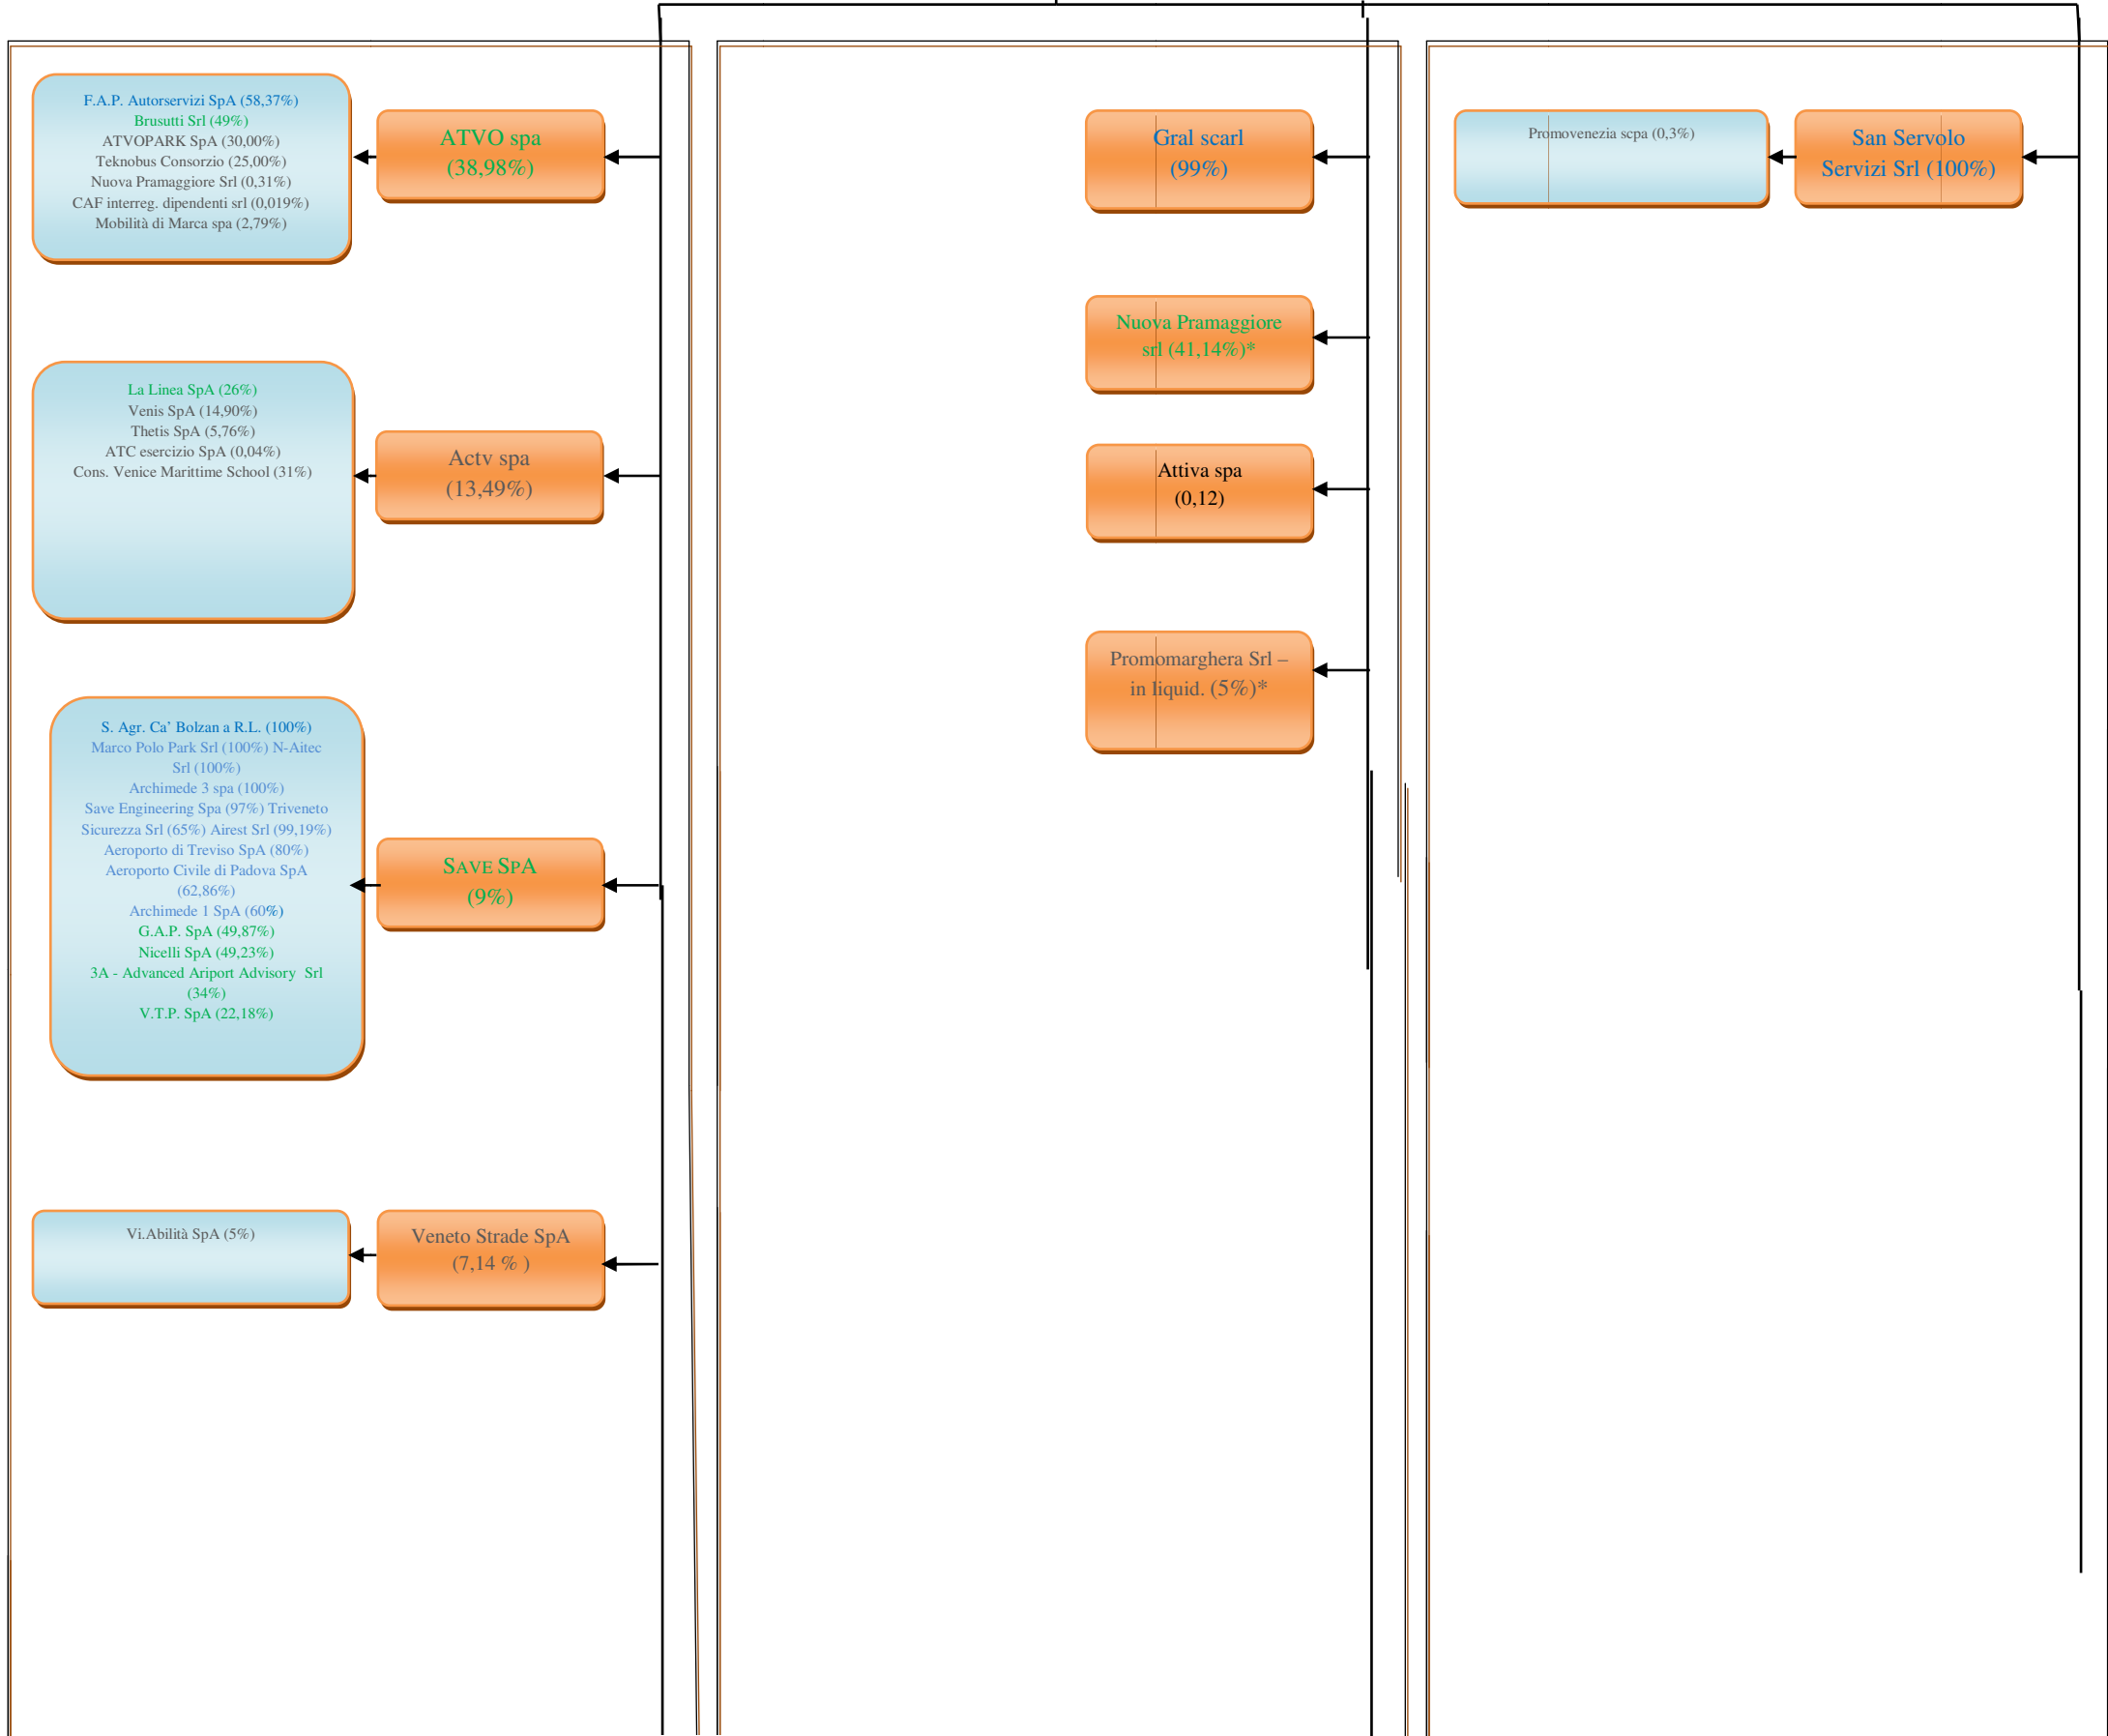 F.A.P. Autorservizi SpA (58,37%)
Brusutti Srl (49%)
ATVOPARK SpA (30,00%)
Teknobus Consorzio (25,00%)
Nuova Pramaggiore Srl (0,31%)
CAF interreg. dipendenti srl (0,019%)
Mobilità di Marca spa (2,79%)
ATVO spa
(38,98%)
La Linea SpA (26%)
Venis SpA (14,90%)
Thetis SpA (5,76%)
ATC esercizio SpA (0,04%)
Cons. Venice Marittime School (31%)
Actv spa
(13,49%)
S. Agr. Ca’ Bolzan a R.L. (100%)
Marco Polo Park Srl (100%) N-Aitec
Srl (100%)
Archimede 3 spa (100%)
Save Engineering Spa (97%) Triveneto
Sicurezza Srl (65%) Airest Srl (99,19%)
Aeroporto di Treviso SpA (80%)
Aeroporto Civile di Padova SpA
(62,86%)
Archimede 1 SpA (60%)
G.A.P. SpA (49,87%)
Nicelli SpA (49,23%)
3A - Advanced Ariport Advisory  Srl
(34%)
V.T.P. SpA (22,18%)
SAVE SPA
(9%)
Vi.Abilità SpA (5%)
Veneto Strade SpA
(7,14 % )
Gral scarl
(99%)
Nuova Pramaggiore
srl (41,14%)*
Attiva spa
(0,12)
Promomarghera Srl –
in liquid. (5%)*
Promovenezia scpa (0,3%)
San Servolo
Servizi Srl (100%)